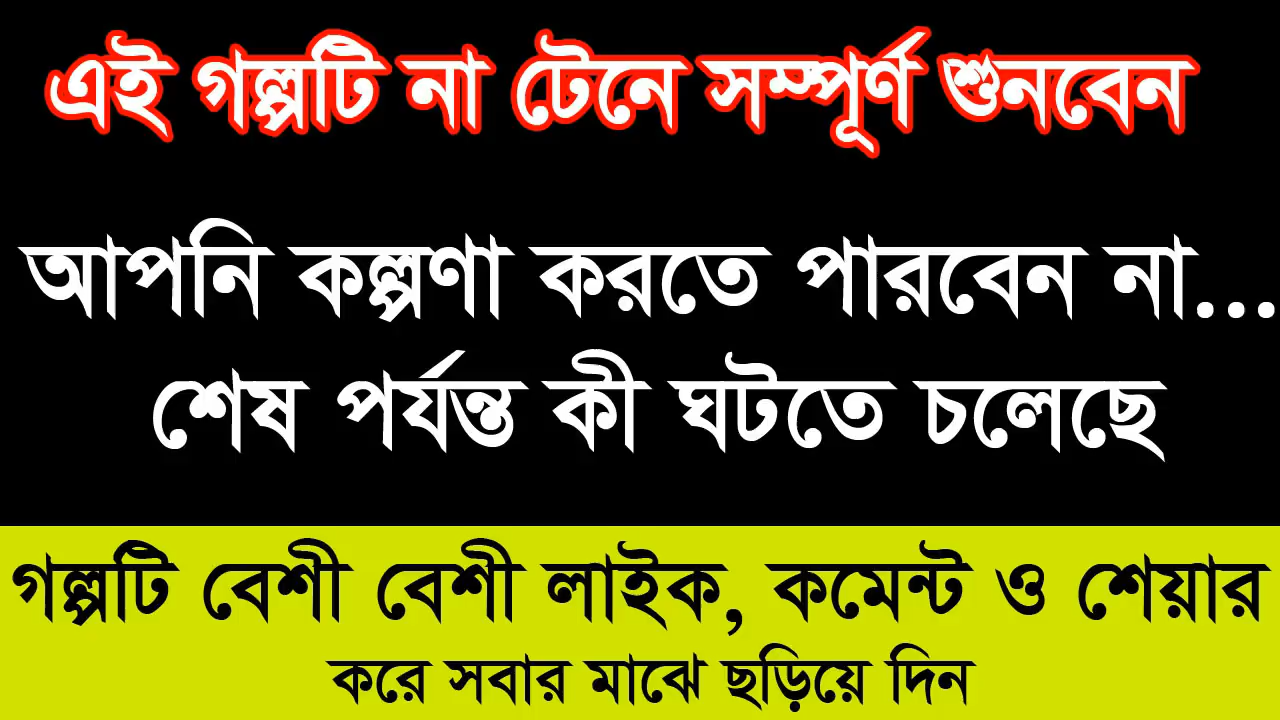 এই গল্পটি না টেনে সম্পূর্ণ শুনবেন
আপনি কল্পণা করতে পারবেন না...
শেষ পর্যন্ত কী ঘটতে চলেছে
গল্পটি বেশী বেশী লাইক, কমেন্ট ও শেয়ার
করে সবার মাঝে ছড়িয়ে দিন